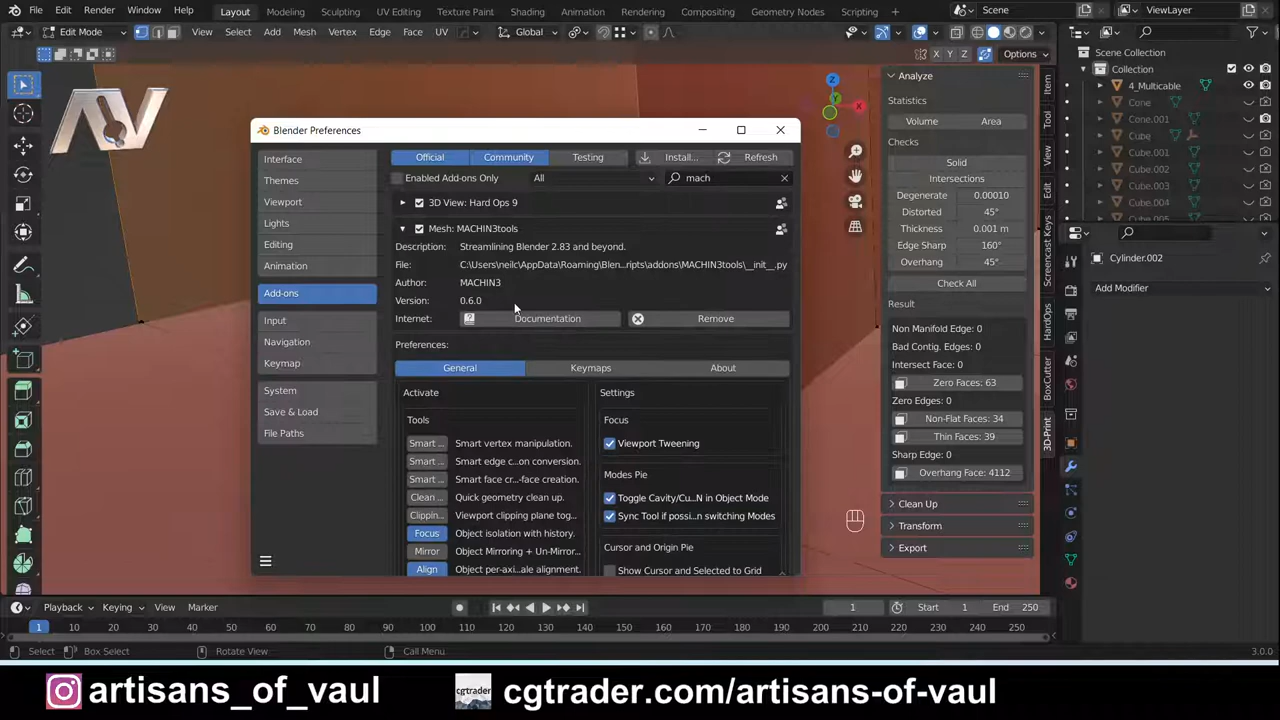 File Edit Render Window Help Layout Modeling Sculpting UV Editing Texture Paint Shading Animation Rendering Compositing Geometry Nodes Scripting Scene ViewLayer
Edit Mode View Select Add Mesh Vertex Edge Face UV Global
X Y Z Options
AV
Blender Preferences
Interface
Themes
Viewport
Lights
Editing
Animation
Add-ons
Input
Navigation
Keymap
System
Save & Load
File Paths
Official Community Testing Install... Refresh
Enabled Add-ons Only All mach
3D View: Hard Ops 9
Mesh: MACHIN3tools
Description: Streamlining Blender 2.83 and beyond.
File: C:\Users\neilc\AppData\Roaming\Blen...ripts\addons\MACHIN3tools\__init__.py
Author: MACHIN3
Version: 0.6.0
Internet: Documentation Remove
Preferences:
General Keymaps About
Activate
Tools
Smart ... Smart vertex manipulation.
Smart ... Smart edge c...on conversion.
Smart ... Smart face cr...-face creation.
Clean ... Quick geometry clean up.
Clippin... Viewport clipping plane tog...
Focus Object isolation with history.
Mirror Object Mirroring + Un-Mirror...
Align Object per-axi...ale alignment.
Settings
Focus
Viewport Tweening
Modes Pie
Toggle Cavity/Cu...N in Object Mode
Sync Tool if possi...n switching Modes
Cursor and Origin Pie
Show Cursor and Selected to Grid
Z
Y
X
Analyze
Statistics
Volume Area
Checks
Solid
Intersections
Degenerate 0.00010
Distorted 45°
Thickness 0.001 m
Edge Sharp 160°
Overhang 45°
Check All
Result
Non Manifold Edge: 0
Bad Contig. Edges: 0
Intersect Face: 0
Zero Faces: 63
Zero Edges: 0
Non-Flat Faces: 34
Thin Faces: 39
Sharp Edge: 0
Overhang Face: 4112
Clean Up
Transform
Export
Item
Tool
View
Edit
Screencast Keys
HardOps
BoxCutter
3D-Print
Scene Collection
Collection
4_Multicable
Cone
Cone.001
Cube
Cube.001
Cube.002
Cube.003
Cube.004
Cylinder.002
Add Modifier
Playback Keying View Marker 1 Start 1 End 250
1 10 20 30 40 50 60 70 80 90 100 110 120 130 140 150 160 170 180 190 200 210 220 230 240 250
Select Box Select Rotate View Call Menu 3.0.0
artisans_of_vaul cgtrader cgtrader.com/artisans-of-vaul